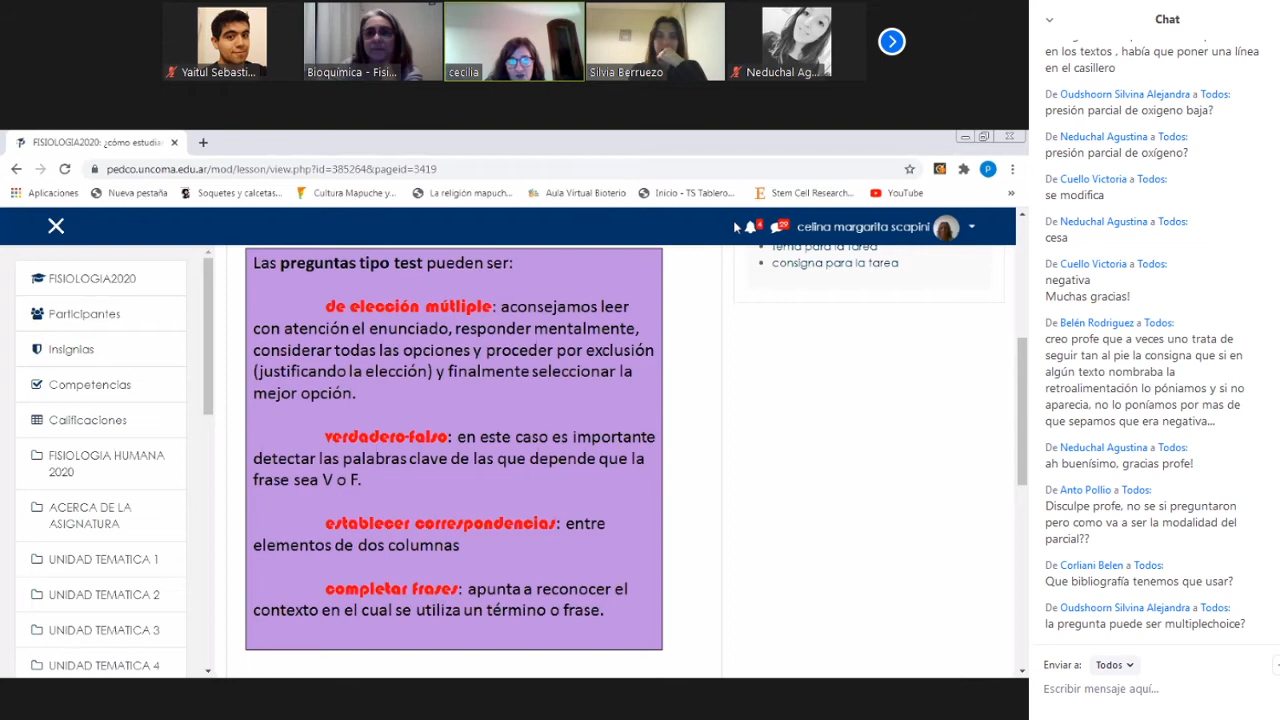 Yaitul Sebasti...
Bioquímica - Fisi...
cecilia
Silvia Berruezo
Neduchal Ag...
FISIOLOGIA2020: ¿cómo estudia
pedco.uncoma.edu.ar/mod/lesson/view.php?id=385264&pageid=3419
Aplicaciones
Nueva pestaña
Soquetes y calcetas...
Cultura Mapuche y...
La religión mapuch...
Aula Virtual Bioterio
Inicio - TS Tablero...
Stem Cell Research...
YouTube
celina margarita scapini
FISIOLOGIA2020
Participantes
Insignias
Competencias
Calificaciones
FISIOLOGIA HUMANA
2020
ACERCA DE LA
ASIGNATURA
UNIDAD TEMATICA 1
UNIDAD TEMATICA 2
UNIDAD TEMATICA 3
UNIDAD TEMATICA 4
Las preguntas tipo test pueden ser:
de elección mútliple: aconsejamos leer
con atención el enunciado, responder mentalmente,
considerar todas las opciones y proceder por exclusión
(justificando la elección) y finalmente seleccionar la
mejor opción.
verdadero-falso: en este caso es importante
detectar las palabras clave de las que depende que la
frase sea V o F.
establecer correspondencias: entre
elementos de dos columnas
completar frases: apunta a reconocer el
contexto en el cual se utiliza un término o frase.
tema para la tarea
consigna para la tarea
Chat
en los textos , había que poner una línea
en el casillero
De Oudshoorn Silvina Alejandra a Todos:
presión parcial de oxigeno baja?
De Neduchal Agustina a Todos:
presión parcial de oxígeno?
De Cuello Victoria a Todos:
se modifica
De Neduchal Agustina a Todos:
cesa
De Cuello Victoria a Todos:
negativa
Muchas gracias!
De Belén Rodriguez a Todos:
creo profe que a veces uno trata de
seguir tan al pie la consigna que si en
algún texto nombraba la
retroalimentación lo póniamos y si no
aparecia, no lo poníamos por mas de
que sepamos que era negativa...
De Neduchal Agustina a Todos:
ah buenísimo, gracias profe!
De Anto Pollio a Todos:
Disculpe profe, no se si preguntaron
pero como va a ser la modalidad del
parcial??
De Corliani Belen a Todos:
Que bibliografía tenemos que usar?
De Oudshoorn Silvina Alejandra a Todos:
la pregunta puede ser multiplechoice?
Enviar a: Todos
Escribir mensaje aquí...